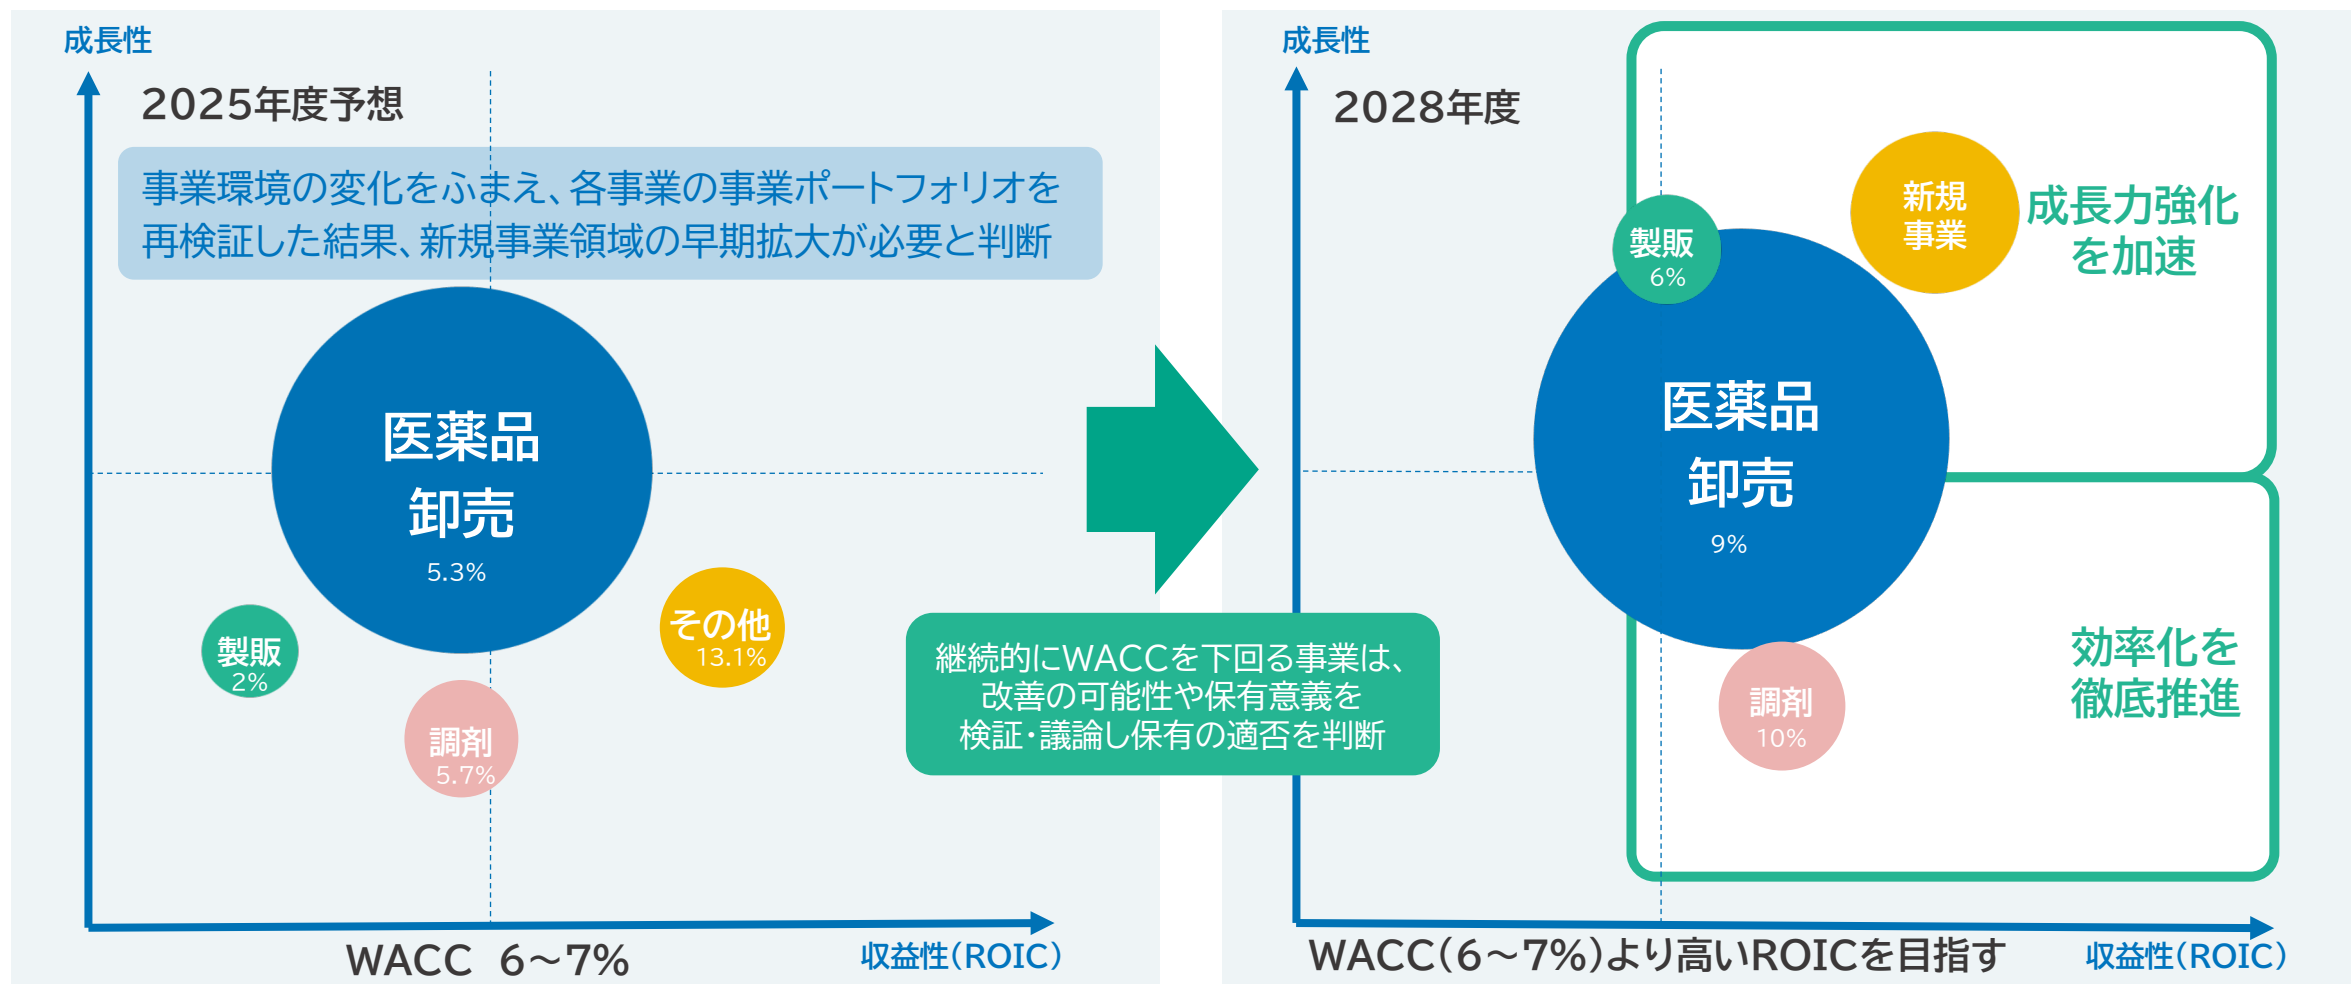 成長性
2025年度予想
事業環境の変化をふまえ、各事業の事業ポートフォリオを
再検証した結果、新規事業領域の早期拡大が必要と判断
医薬品
卸売
5.3%
製販
2%
調剤
5.7%
その他
13.1%
WACC 6～7%
収益性(ROIC)
継続的にWACCを下回る事業は、
改善の可能性や保有意義を
検証・議論し保有の適否を判断
成長性
2028年度
製販
6%
新規
事業
成長力強化
を加速
医薬品
卸売
9%
調剤
10%
効率化を
徹底推進
WACC(6～7%)より高いROICを目指す
収益性(ROIC)